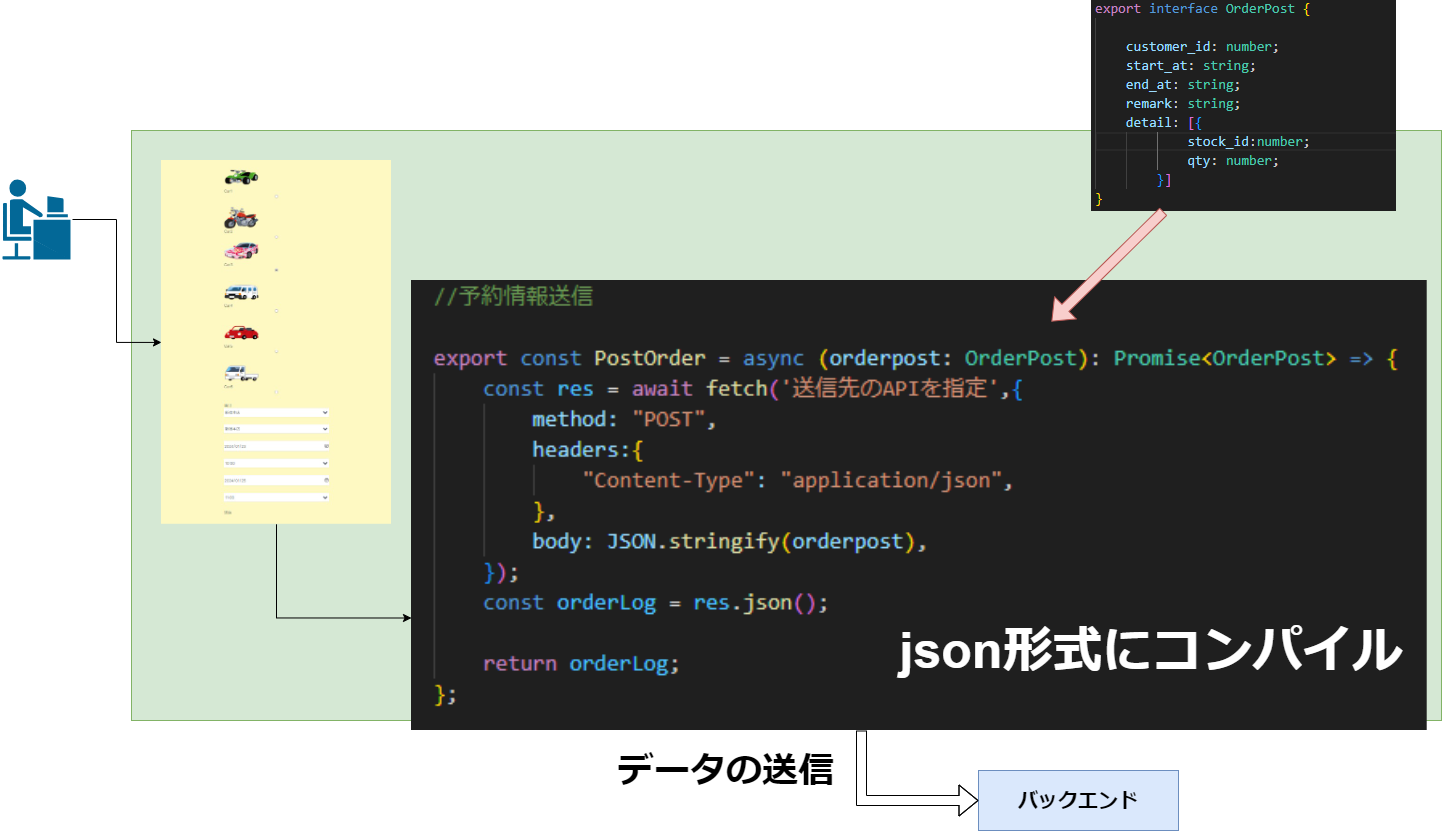 export interface OrderPost {
customer_id: number;
start_at: string;
end_at: string;
remark: string;
detail: [{
stock_id:number;
qty: number;
}]
}
//予約情報送信
export const PostOrder = async (orderpost: OrderPost): Promise<OrderPost> => {
const res = await fetch('送信先のAPIを指定',{
method: "POST",
headers:{
"Content-Type": "application/json",
},
body: JSON.stringify(orderpost),
});
const orderLog = res.json();
return orderLog;
};
json形式にコンパイル
データの送信
バックエンド